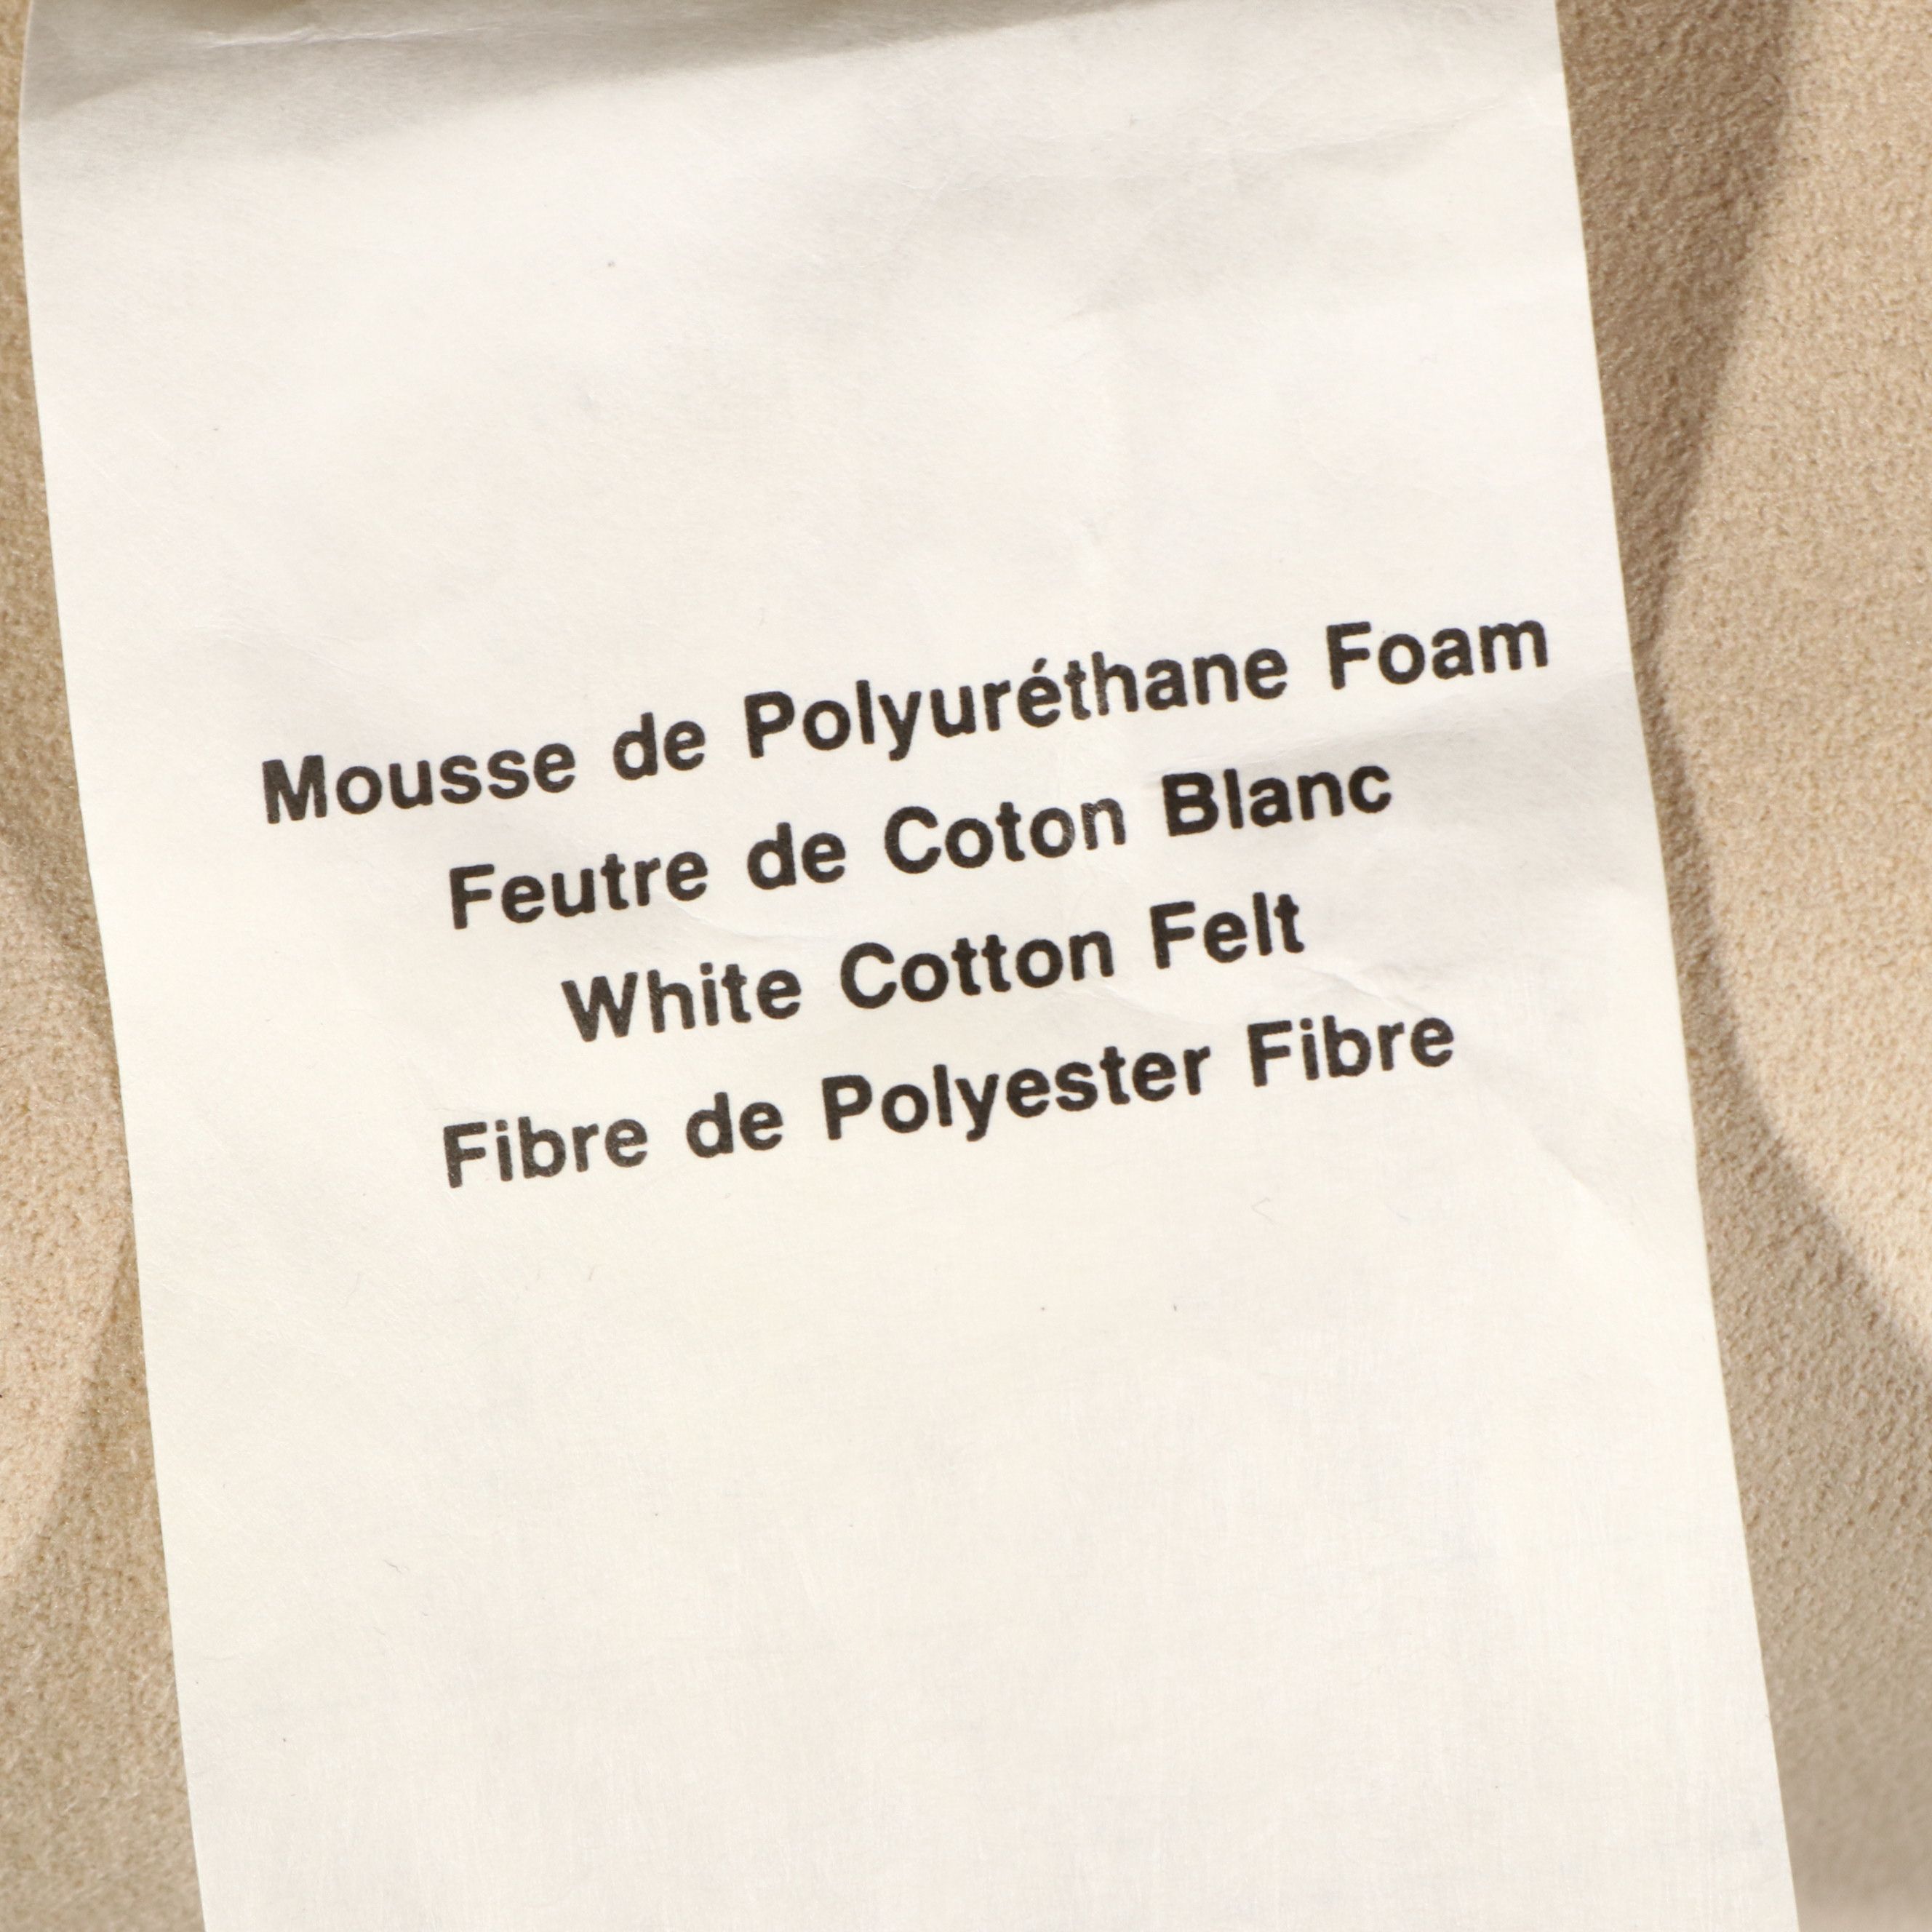 Mousse de Polyuréthane Foam
Feutre de Coton Blanc
White Cotton Felt
Fibre de Polyester Fibre